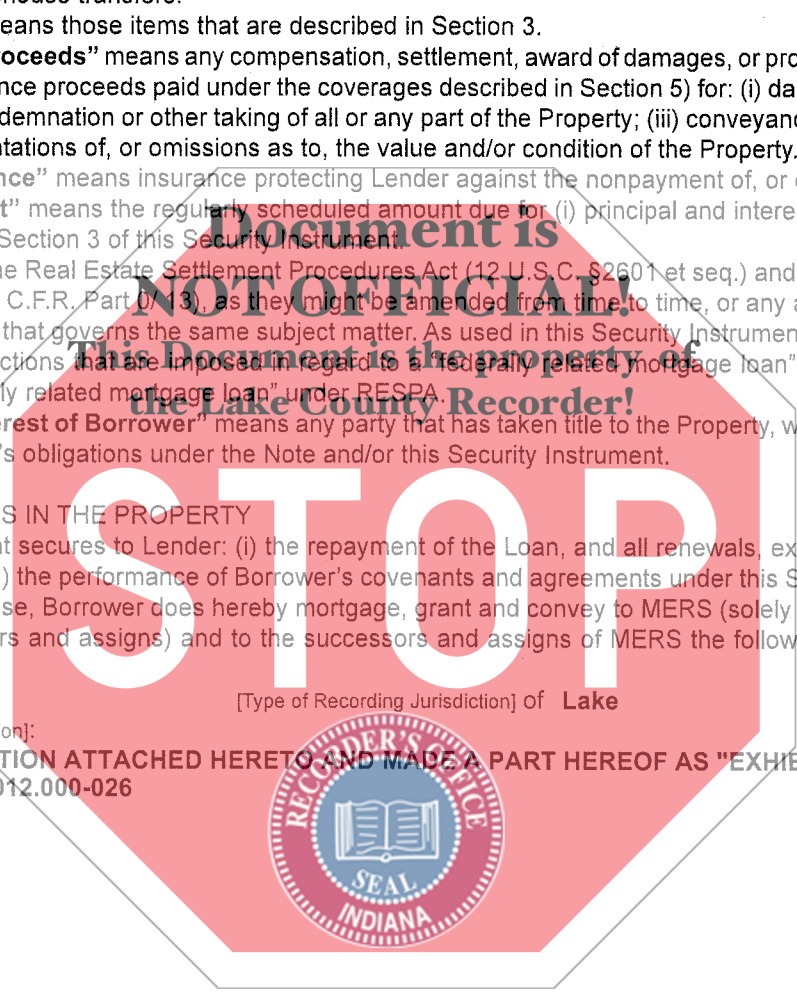 eans those items that are described in Section 3.
oceeds” means any compensation, settlement, award of damages, or pro
nce proceeds paid under the coverages described in Section 5) for: (i) da
demnation or other taking of all or any part of the Property; (iii) conveyanc
tations of, or omissions as to, the value and/or condition of the Property.
nce” means insurance protecting Lender against the nonpayment of, or
t” means the regularly scheduled amount due for (i) principal and intere
Section 3 of this Security Instrument.
Document is
e Real Estate Settlement Procedures Act (12 U.S.C. §2601 et seq.) and
NOT OFFICIAL!
C.F.R. Part as they might be amended from time to time, or any a
that governs the same subject matter. As used in this Security Instrumen
This Document is the property of
ctions that are imposed in regard to a “federally related mortgage loan”
ly related mortgage loan” under RESPA.
the Lake County Recorder!
rest of Borrower” means any party that has taken title to the Property, w
’s obligations under the Note and/or this Security Instrument.
STOP
S IN THE PROPERTY
t secures to Lender: (i) the repayment of the Loan, and all renewals, ex
) the performance of Borrower’s covenants and agreements under this S
se, Borrower does hereby mortgage, grant and convey to MERS (solely
rs and assigns) and to the successors and assigns of MERS the follow
[Type of Recording Jurisdiction] of Lake
on]:
TION ATTACHED HERETO AND MADE A PART HEREOF AS "EXHIB
012.000-026
RECORDER'S OFFICE
SEAL
INDIANA